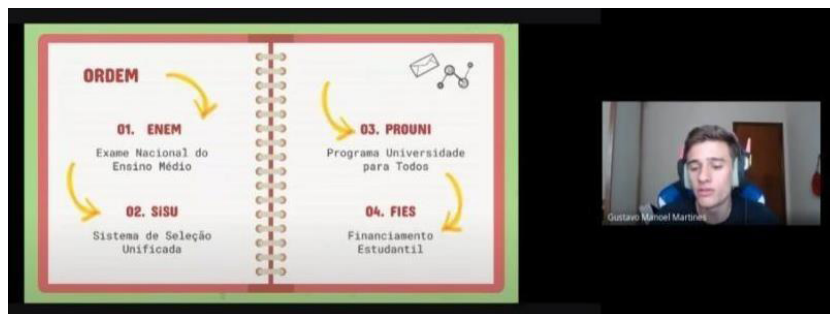 ORDEM
01. ENEM
Exame Nacional do
Ensino Médio
02. SiSU
Sistema de Seleção
Unificada
03. PROUNI
Programa Universidade
para Todos
04. FIES
Financiamento
Estudantil
Gustavo Manoel Martines